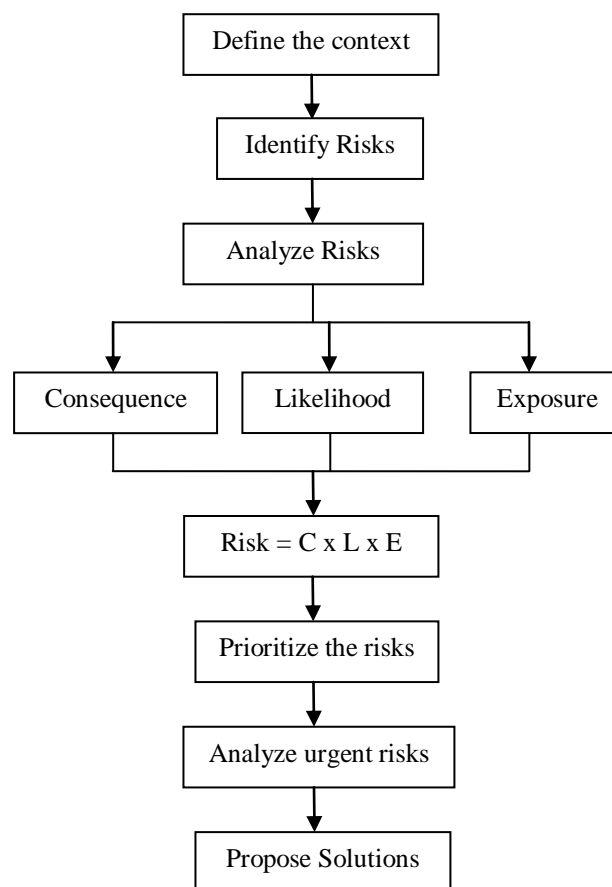 Define the context
Identify Risks
Analyze Risks
Consequence
Likelihood
Exposure
Risk = C x L x E
Prioritize the risks
Analyze urgent risks
Propose Solutions